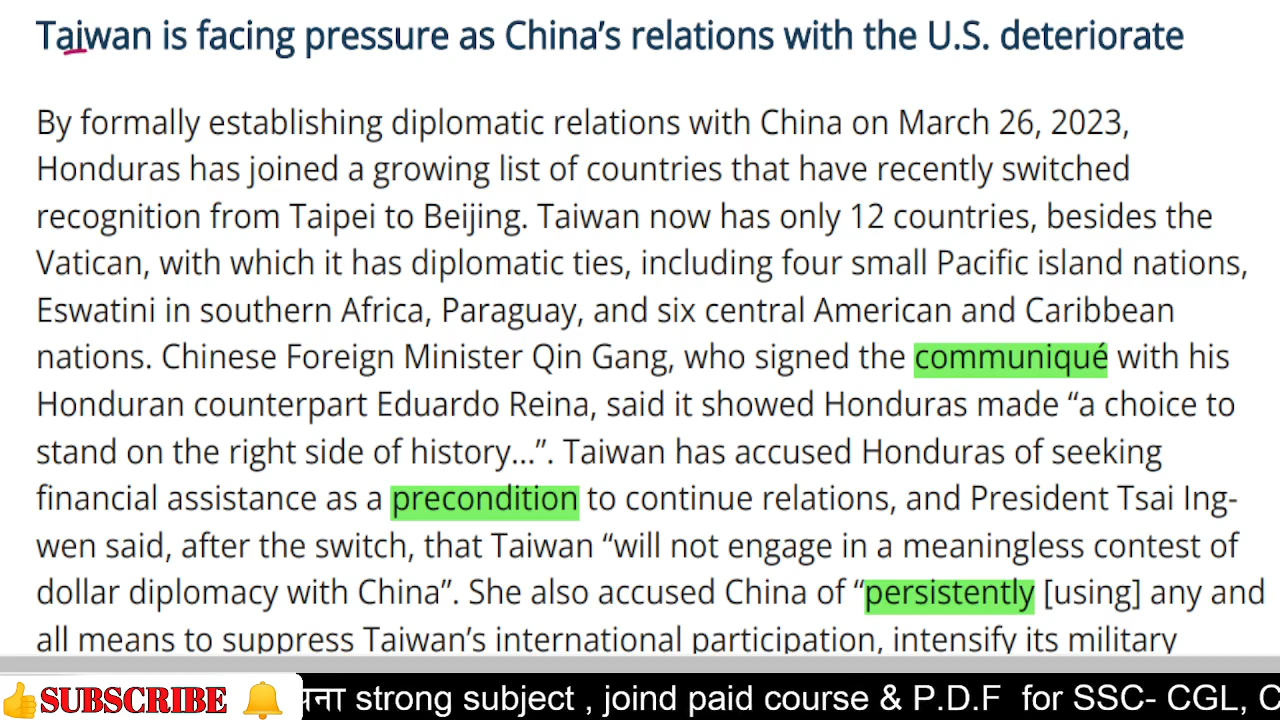 Taiwan is facing pressure as China’s relations with the U.S. deteriorate
By formally establishing diplomatic relations with China on March 26, 2023,
Honduras has joined a growing list of countries that have recently switched
recognition from Taipei to Beijing. Taiwan now has only 12 countries, besides the
Vatican, with which it has diplomatic ties, including four small Pacific island nations,
Eswatini in southern Africa, Paraguay, and six central American and Caribbean
nations. Chinese Foreign Minister Qin Gang, who signed the communiqué with his
Honduran counterpart Eduardo Reina, said it showed Honduras made “a choice to
stand on the right side of history...”. Taiwan has accused Honduras of seeking
financial assistance as a precondition to continue relations, and President Tsai Ing-
wen said, after the switch, that Taiwan “will not engage in a meaningless contest of
dollar diplomacy with China”. She also accused China of “persistently [using] any and
all means to suppress Taiwan’s international participation, intensify its military
SUBSCRIBE strong subject , joind paid course & P.D.F for SSC- CGL, C